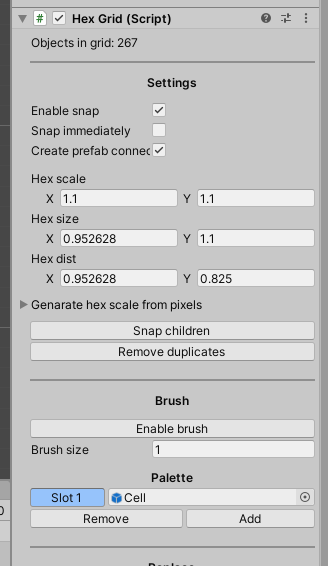 Hex Grid (Script)
Objects in grid: 267
Settings
Enable snap
Snap immediately
Create prefab connec
Hex scale
X 1.1 Y 1.1
Hex size
X 0.952628 Y 1.1
Hex dist
X 0.952628 Y 0.825
Genarate hex scale from pixels
Snap children
Remove duplicates
Brush
Enable brush
Brush size 1
Palette
Slot 1 Cell
Remove Add